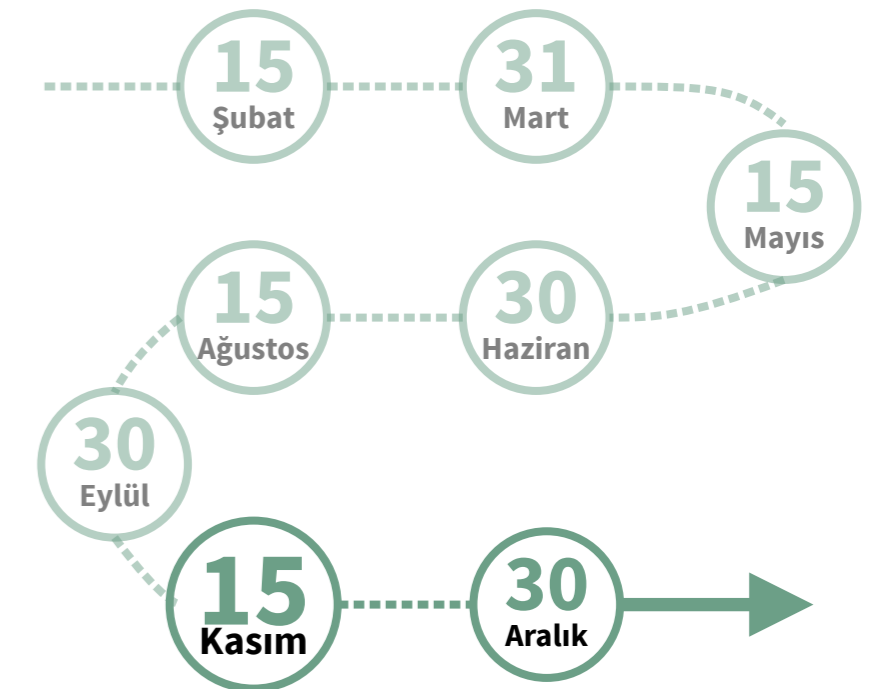 15
Şubat
31
Mart
15
Mayıs
30
Haziran
15
Ağustos
30
Eylül
15
Kasım
30
Aralık